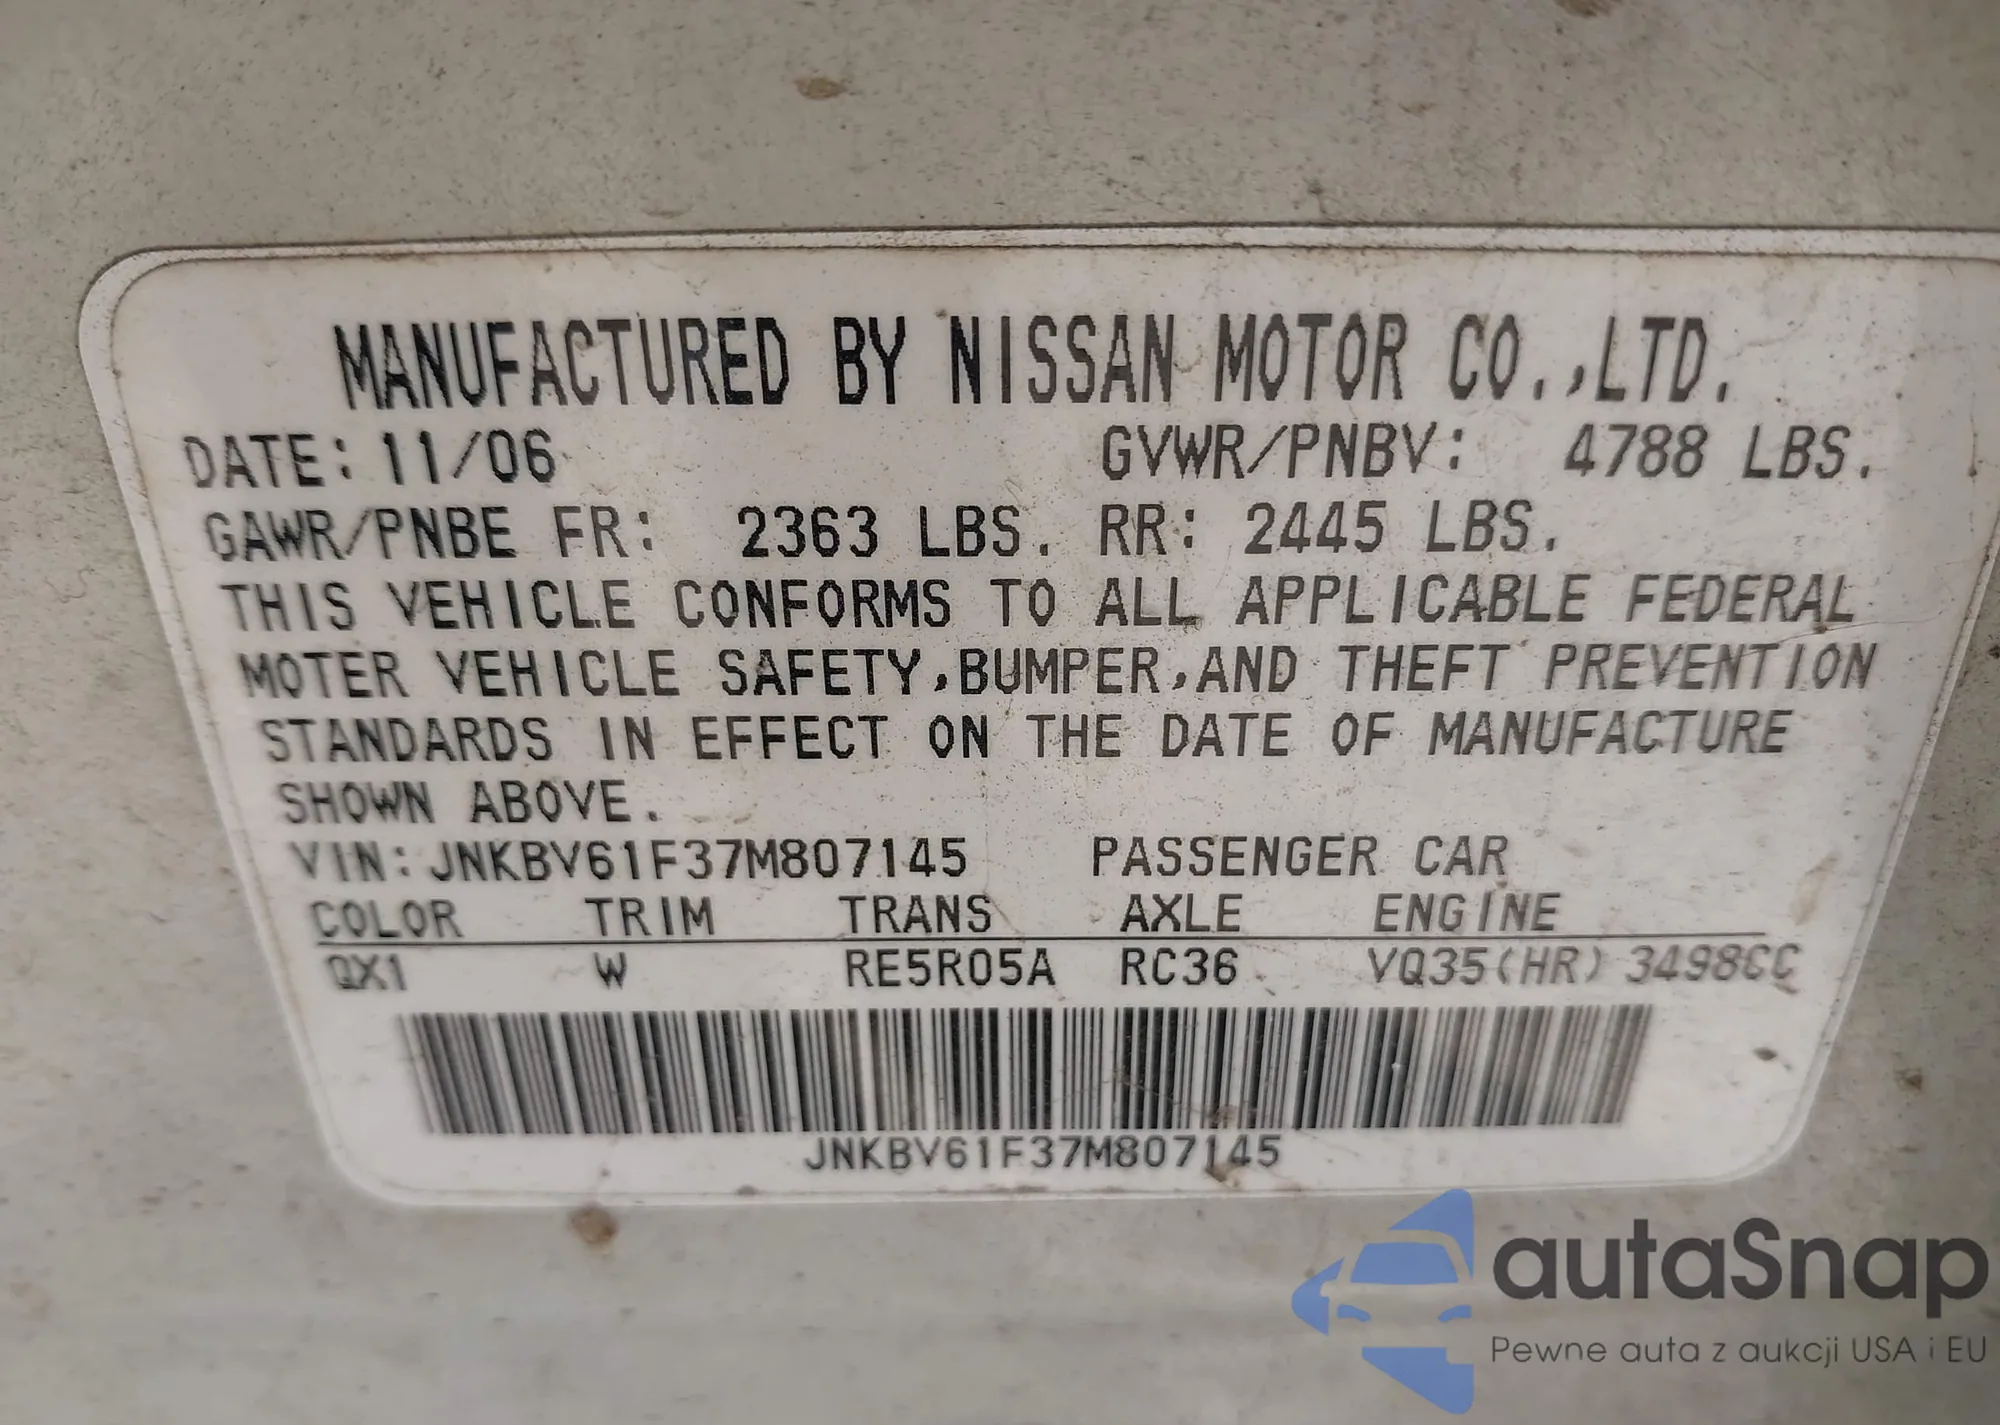 MANUFACTURED BY NISSAN MOTOR CO.,LTD.
DATE: 11/06 GVWR/PNBV: 4788 LBS.
GAWR/PNBE FR: 2363 LBS. RR: 2445 LBS.
THIS VEHICLE CONFORMS TO ALL APPLICABLE FEDERAL
MOTER VEHICLE SAFETY,BUMPER,AND THEFT PREVENTION
STANDARDS IN EFFECT ON THE DATE OF MANUFACTURE
SHOWN ABOVE.
VIN: JNKBV61F37M807145 PASSENGER CAR
COLOR TRIM TRANS AXLE ENGINE
QX1 W RE5R05A RC36 VQ35(HR) 3498CC
JNKBV61F37M807145
autaSnap
Pewne auta z aukcji USA i EU